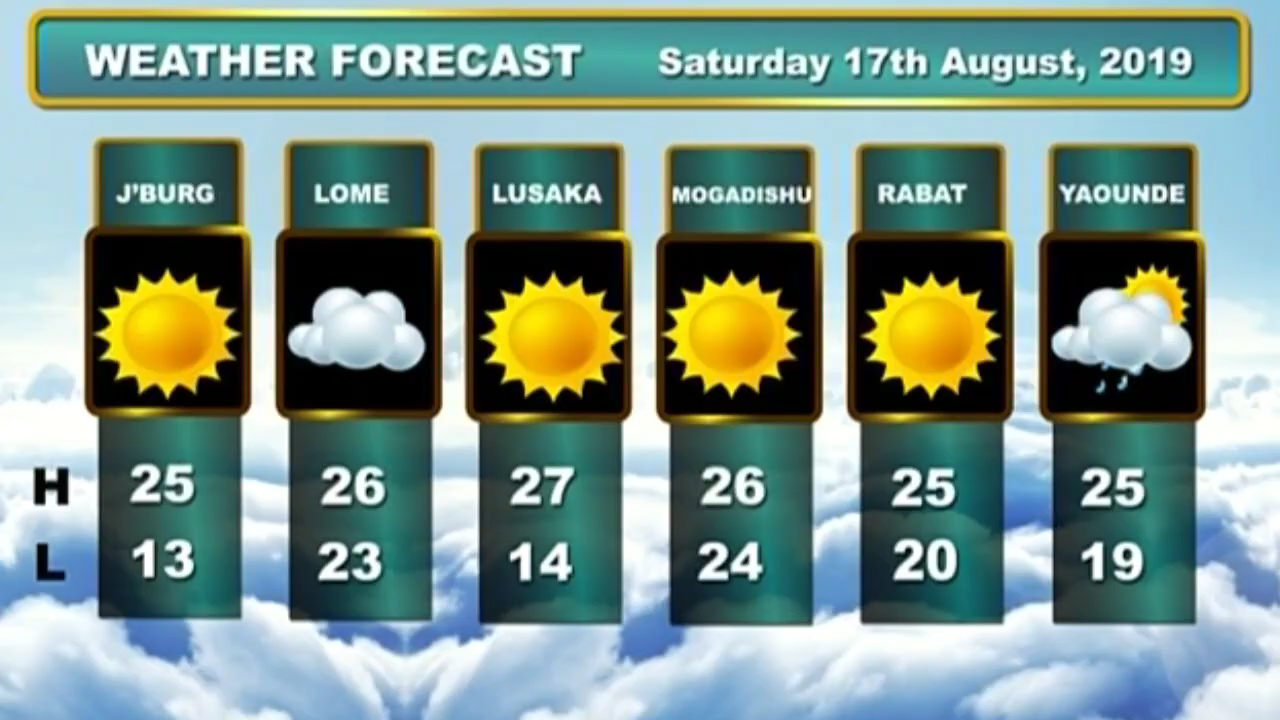 WEATHER FORECAST Saturday 17th August, 2019
J'BURG LOME LUSAKA MOGADISHU RABAT YAOUNDE
H 25 26 27 26 25 25
L 13 23 14 24 20 19